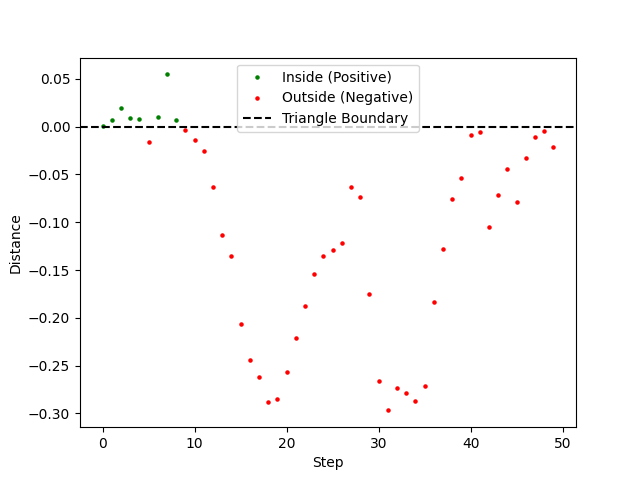 Inside (Positive)
Outside (Negative)
Triangle Boundary
Distance
0.05
0.00
−0.05
−0.10
−0.15
−0.20
−0.25
−0.30
0 10 20 30 40 50
Step